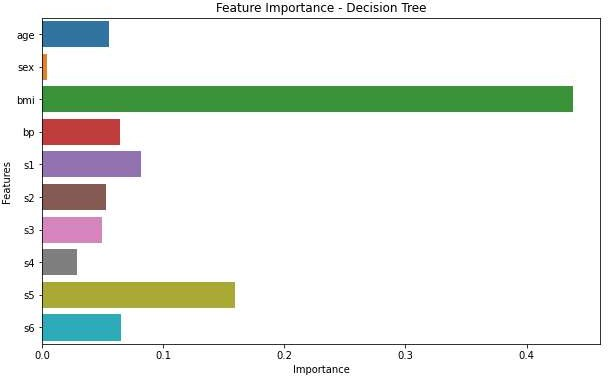 Feature Importance - Decision Tree
age
sex
bmi
bp
s1
s2
s3
s4
s5
s6
Features
0.0 0.1 0.2 0.3 0.4
Importance